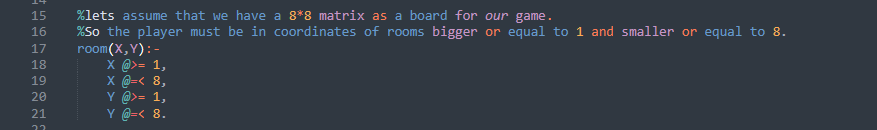 15 %lets assume that we have a 8*8 matrix as a board for our game.
16 %So the player must be in coordinates of rooms bigger or equal to 1 and smaller or equal to 8.
17 room(X,Y):-
18 X @>= 1,
19 X @=< 8,
20 Y @>= 1,
21 Y @=< 8.